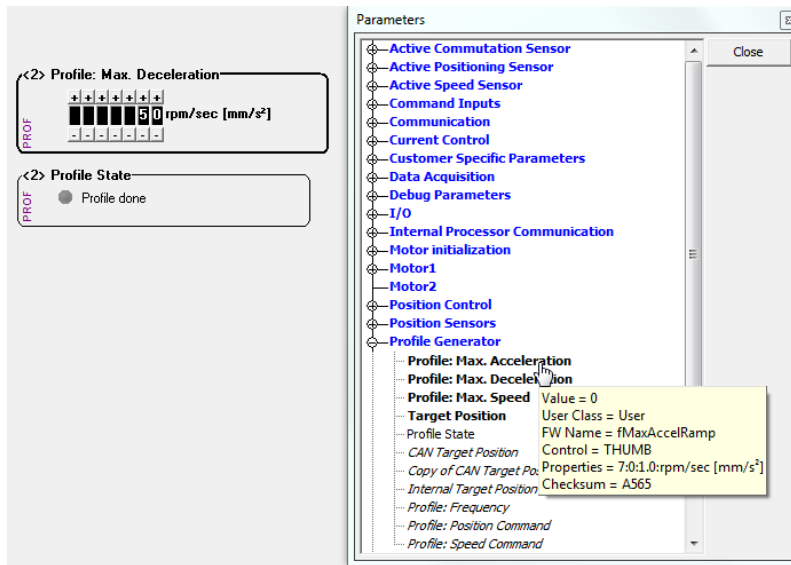 <2> Profile: Max. Deceleration
+ + + + + + +
50 rpm/sec [mm/s²]
- - - - - - -
PROF
<2> Profile State
Profile done
PROF
Parameters
Close
Active Commutation Sensor
Active Positioning Sensor
Active Speed Sensor
Command Inputs
Communication
Current Control
Customer Specific Parameters
Data Acquisition
Debug Parameters
I/O
Internal Processor Communication
Motor initialization
Motor1
Motor2
Position Control
Position Sensors
Profile Generator
Profile: Max. Acceleration
Profile: Max. Deceleration
Profile: Max. Speed
Target Position
Profile State
CAN Target Position
Copy of CAN Target Pos
Internal Target Position
Profile: Frequency
Profile: Position Command
Profile: Speed Command
Value = 0
User Class = User
FW Name = fMaxAccelRamp
Control = THUMB
Properties = 7:0:1.0:rpm/sec [mm/s²]
Checksum = A565